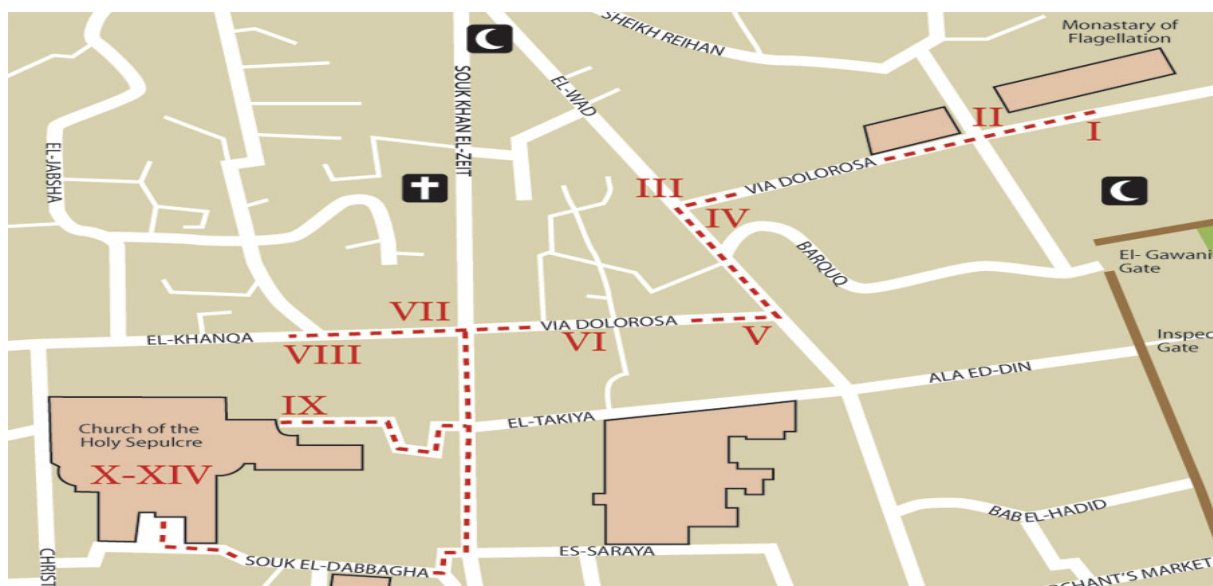 SHEIKH REIHAN
Monastary of
Flagellation
SOUK KHAN EL-ZEIT
EL-WAD
II
I
EL-JABSHA
III
VIA DOLOROSA
IV
BARQUQ
El- Gawani
Gate
VII
EL-KHANQA
VIII
VIA DOLOROSA
VI
V
Inspec
Gate
ALA ED-DIN
IX
EL-TAKIYA
Church of the
Holy Sepulcre
X-XIV
BAB EL-HADID
CHRIST
SOUK EL-DABBAGHA
ES-SARAYA
CHANT'S MARKET